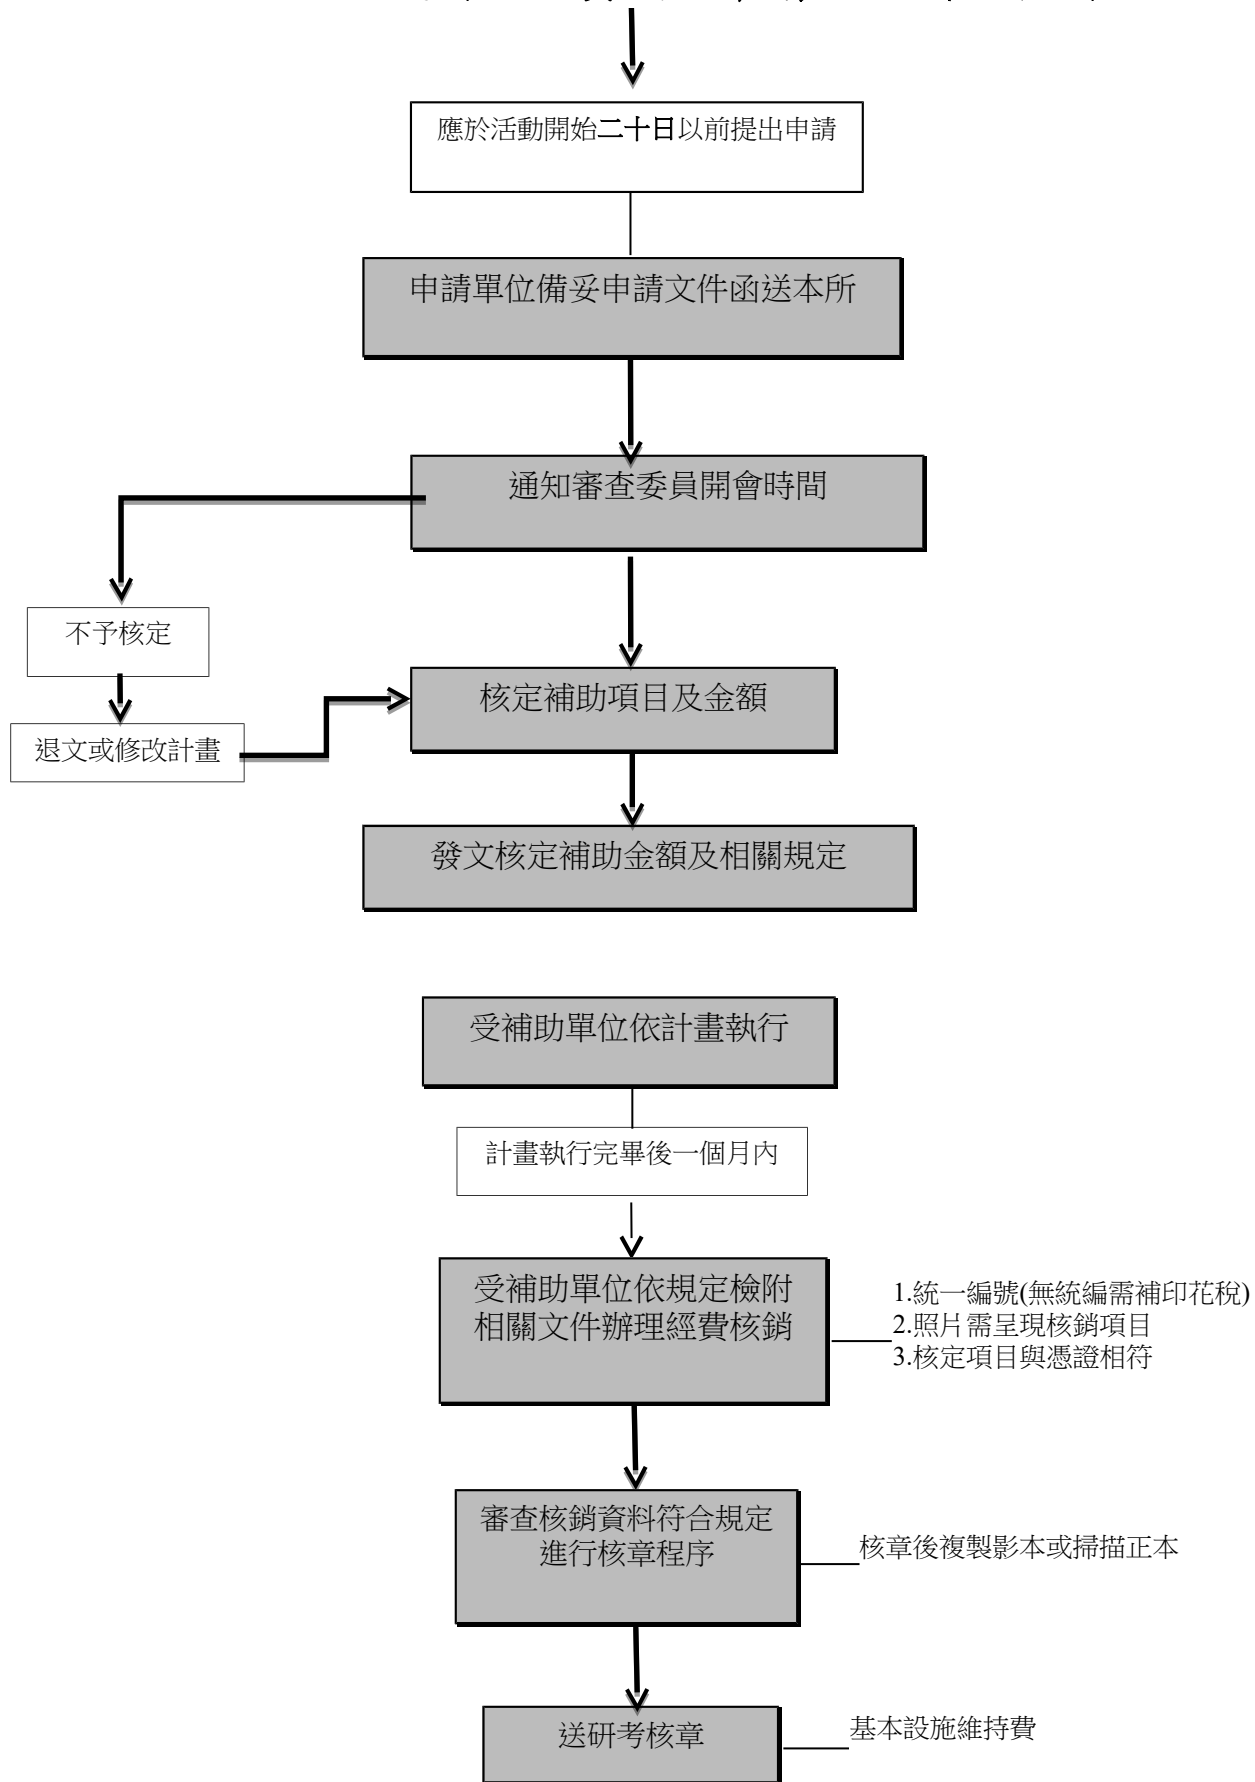 應於活動開始二十日以前提出申請
申請單位備妥申請文件函送本所
通知審查委員開會時間
不予核定
核定補助項目及金額
退文或修改計畫
發文核定補助金額及相關規定
受補助單位依計畫執行
計畫執行完畢後一個月內
受補助單位依規定檢附
相關文件辦理經費核銷
1.統一編號(無統編需補印花稅)
2.照片需呈現核銷項目
3.核定項目與憑證相符
審查核銷資料符合規定
進行核章程序
核章後複製影本或掃描正本
送研考核章
基本設施維持費